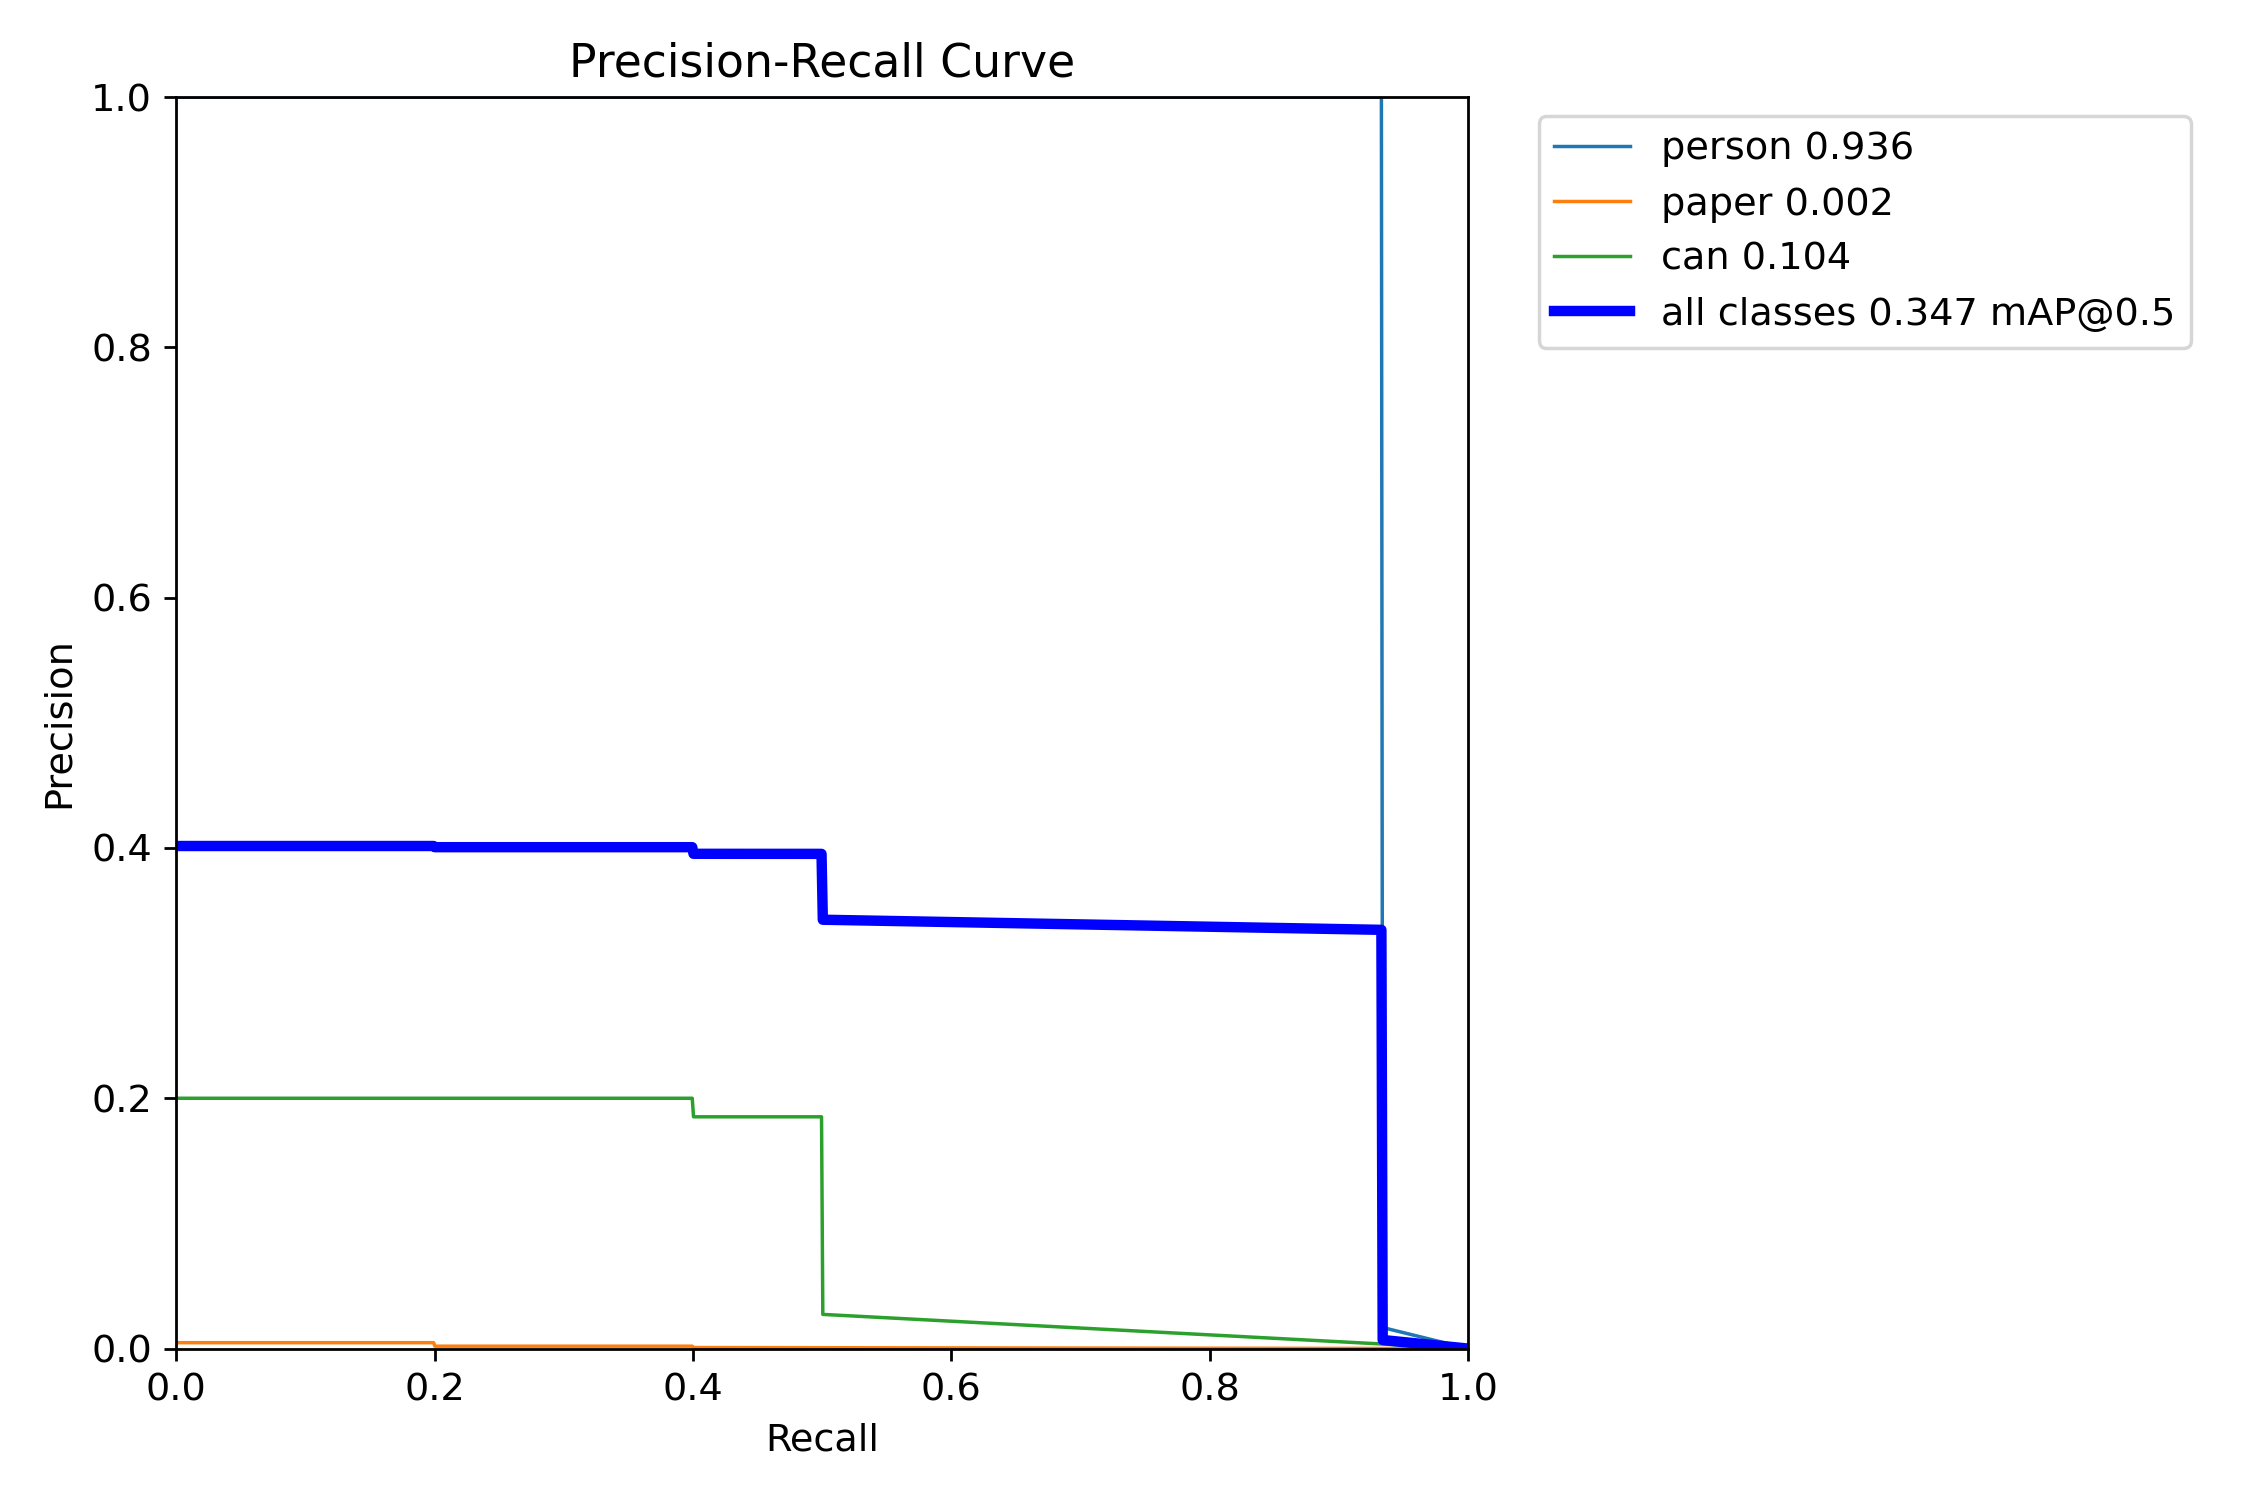 Precision-Recall Curve
1.0
0.8
0.6
0.4
0.2
0.0
Precision
0.0 0.2 0.4 0.6 0.8 1.0
Recall
person 0.936
paper 0.002
can 0.104
all classes 0.347 mAP@0.5